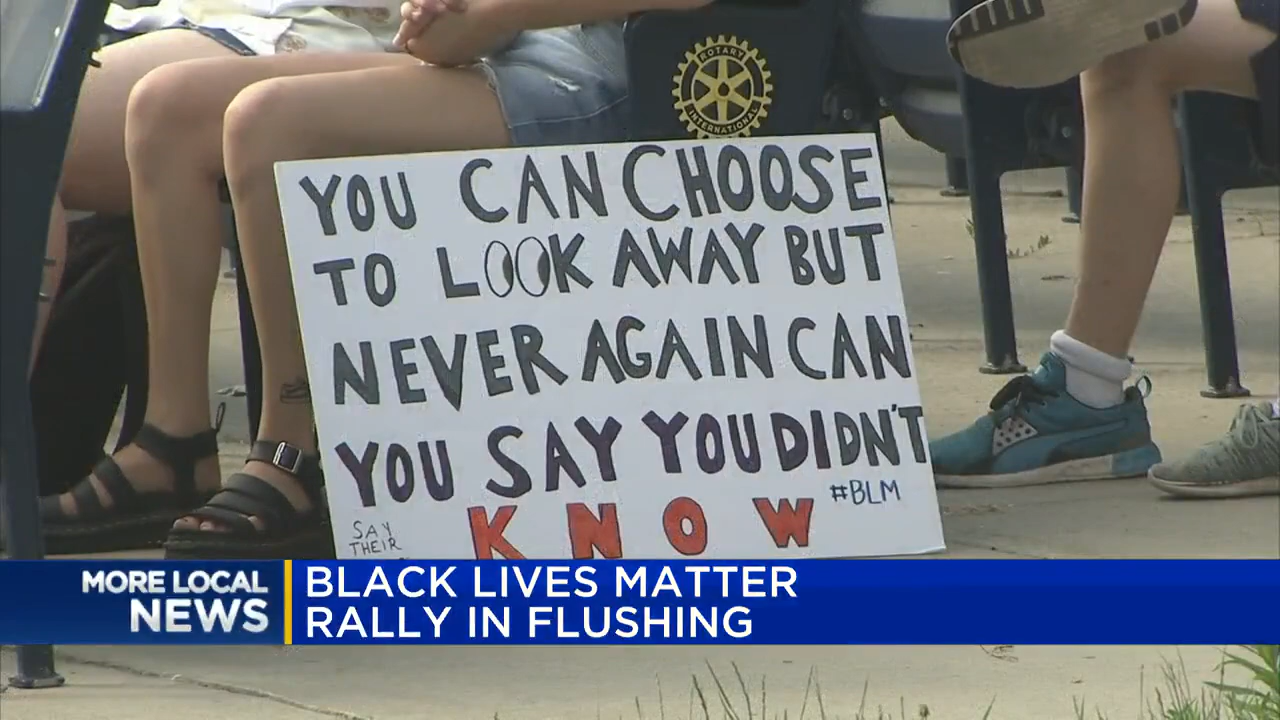 ROTARY
INTERNATIONAL
YOU CAN CHOOSE
TO LOOK AWAY BUT
NEVER AGAIN CAN
YOU SAY YOU DIDN'T
KNOW
#BLM
SAY
THEIR
MORE LOCAL
NEWS
BLACK LIVES MATTER
RALLY IN FLUSHING